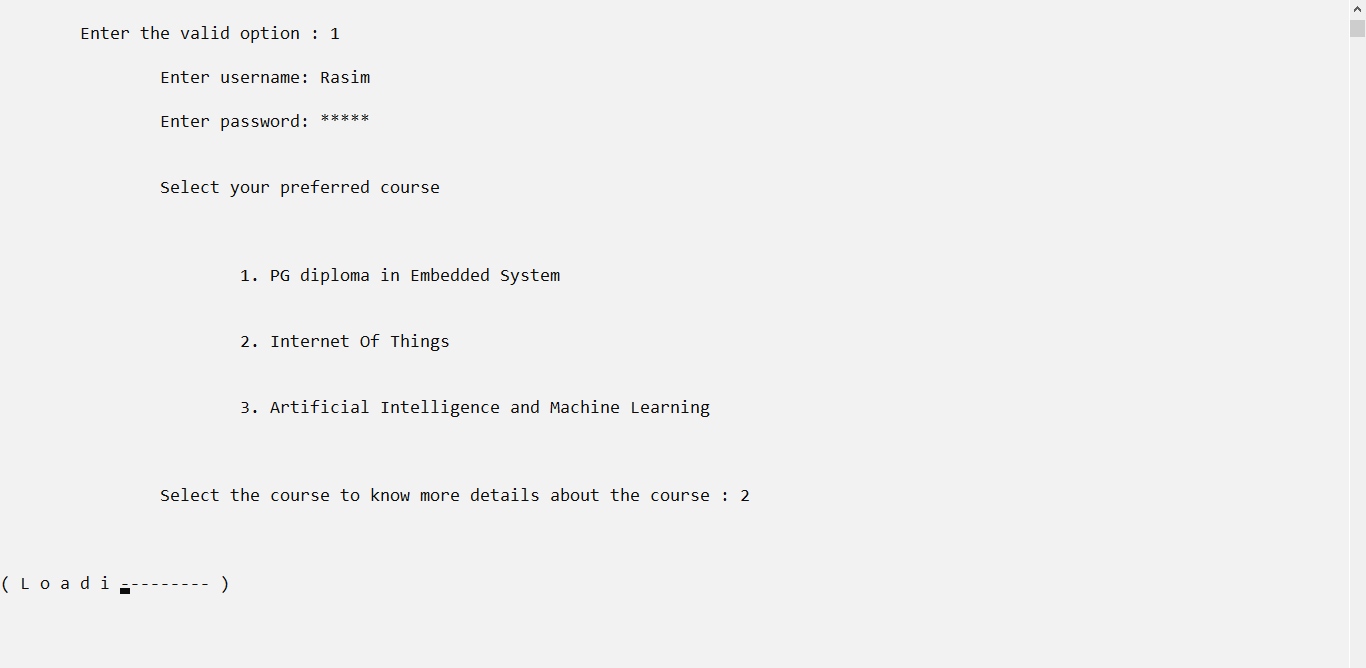 Enter the valid option : 1
Enter username: Rasim
Enter password: *****
Select your preferred course
1. PG diploma in Embedded System
2. Internet Of Things
3. Artificial Intelligence and Machine Learning
Select the course to know more details about the course : 2
( L o a d i --------- )